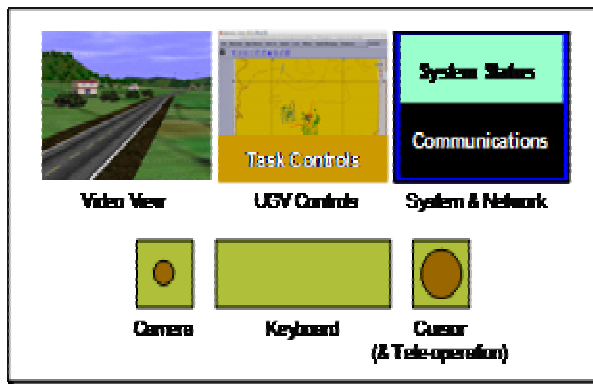 System Status
Communications
Task Controls
Video View
UGV Controls
System & Network
Camera
Keyboard
Cursor
(& Tele-operation)